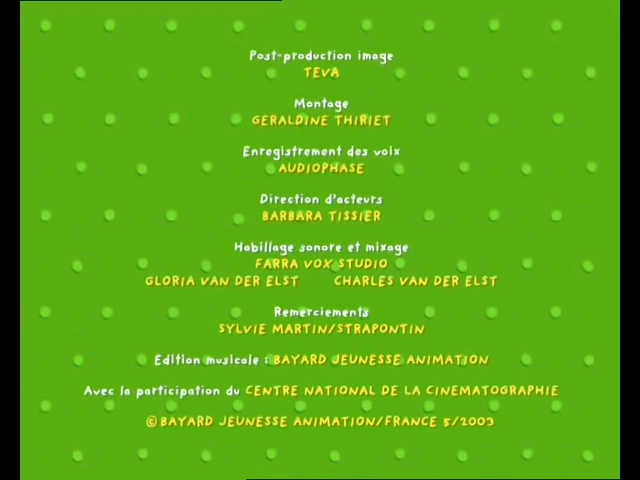 Post-production image
TEVA
Montage
GERALDINE THIRIET
Enregistrement des voix
AUDIOPHASE
Direction d'acteurs
BARBARA TISSIER
Habillage sonore et mixage
FARRA VOX STUDIO
GLORIA VAN DER ELST CHARLES VAN DER ELST
Remerciements
SYLVIE MARTIN/STRAPONTIN
Edition musicale : BAYARD JEUNESSE ANIMATION
Avec la participation du CENTRE NATIONAL DE LA CINEMATOGRAPHIE
©BAYARD JEUNESSE ANIMATION/FRANCE 5/2003